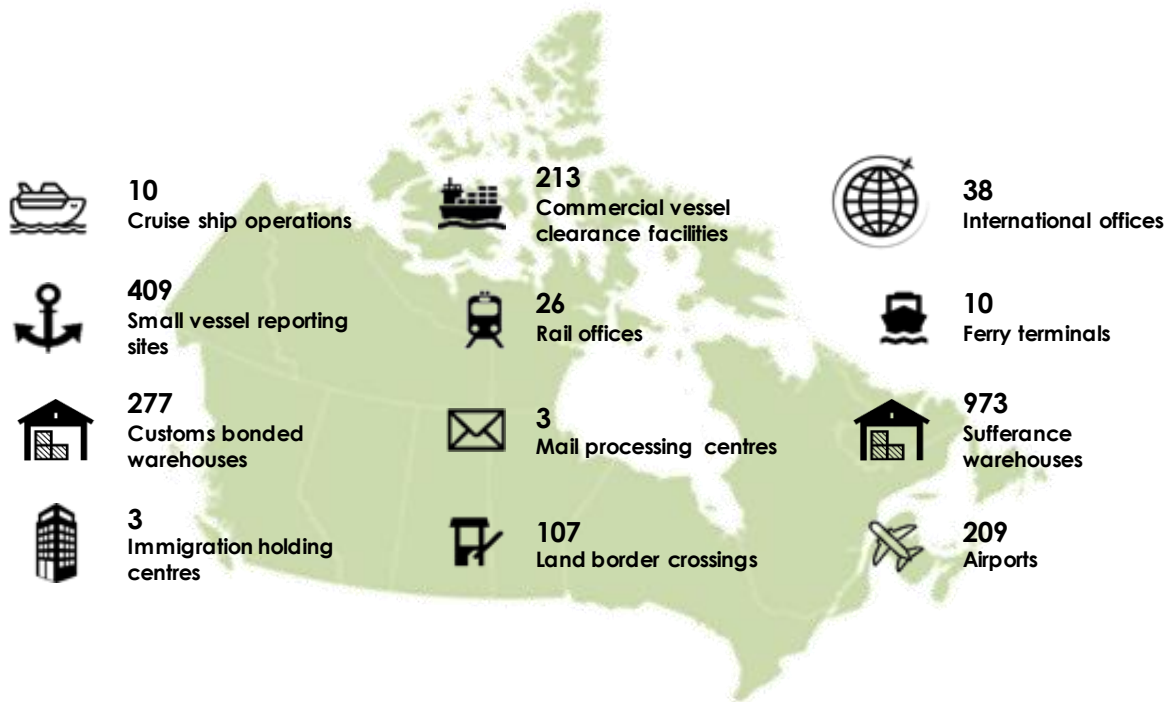 10
Cruise ship operations
213
Commercial vessel
clearance facilities
38
International offices
409
Small vessel reporting
sites
26
Rail offices
10
Ferry terminals
277
Customs bonded
warehouses
3
Mail processing centres
973
Sufferance
warehouses
3
Immigration holding
centres
107
Land border crossings
209
Airports